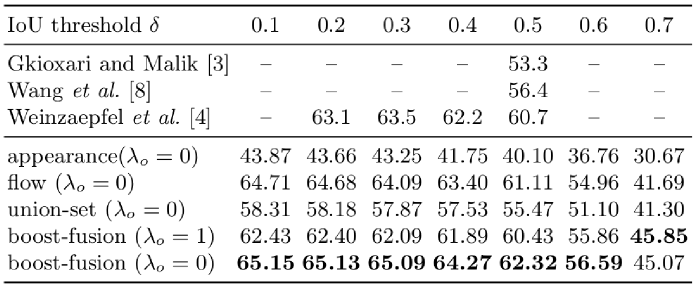 IoU threshold δ 0.1 0.2 0.3 0.4 0.5 0.6 0.7
Gkioxari and Malik [3] – – – – 53.3 – –
Wang et al. [8] – – – – 56.4 – –
Weinzaepfel et al. [4] – 63.1 63.5 62.2 60.7 – –
appearance(λₒ = 0) 43.87 43.66 43.25 41.75 40.10 36.76 30.67
flow (λₒ = 0) 64.71 64.68 64.09 63.40 61.11 54.96 41.69
union-set (λₒ = 0) 58.31 58.18 57.87 57.53 55.47 51.10 41.30
boost-fusion (λₒ = 1) 62.43 62.40 62.09 61.89 60.43 55.86 45.85
boost-fusion (λₒ = 0) 65.15 65.13 65.09 64.27 62.32 56.59 45.07